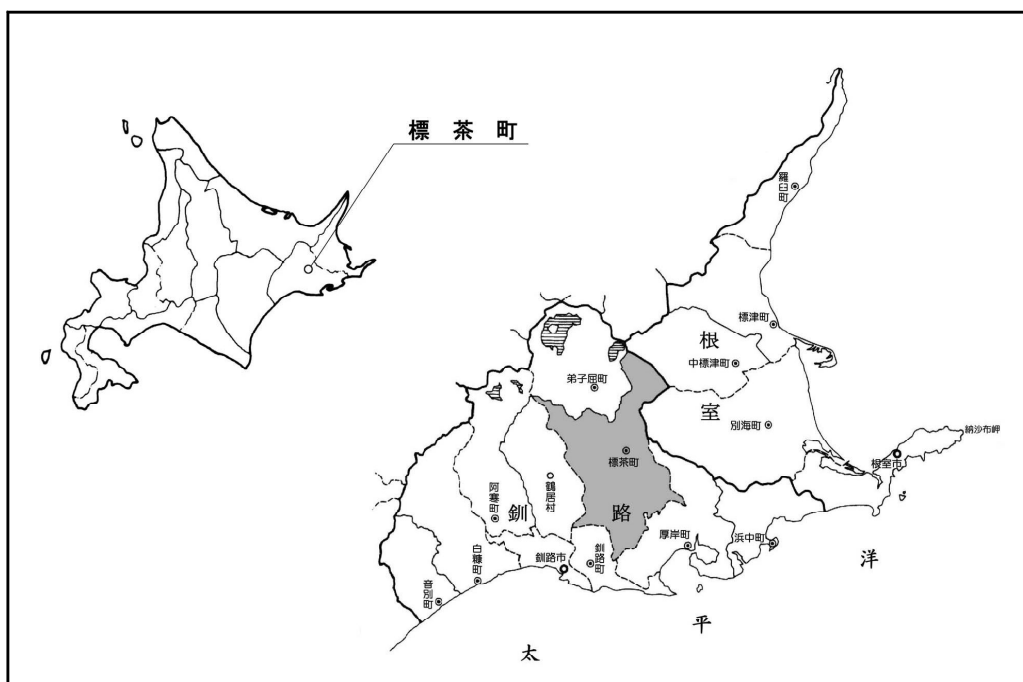 標茶町
羅臼町
標津町
根
中標津町
弟子屈町
室
別海町
納沙布岬
根室市
標茶町
阿寒町
鶴居村
釧
路
厚岸町
浜中町
洋
白糠町
釧路市
釧路町
音別町
平
太